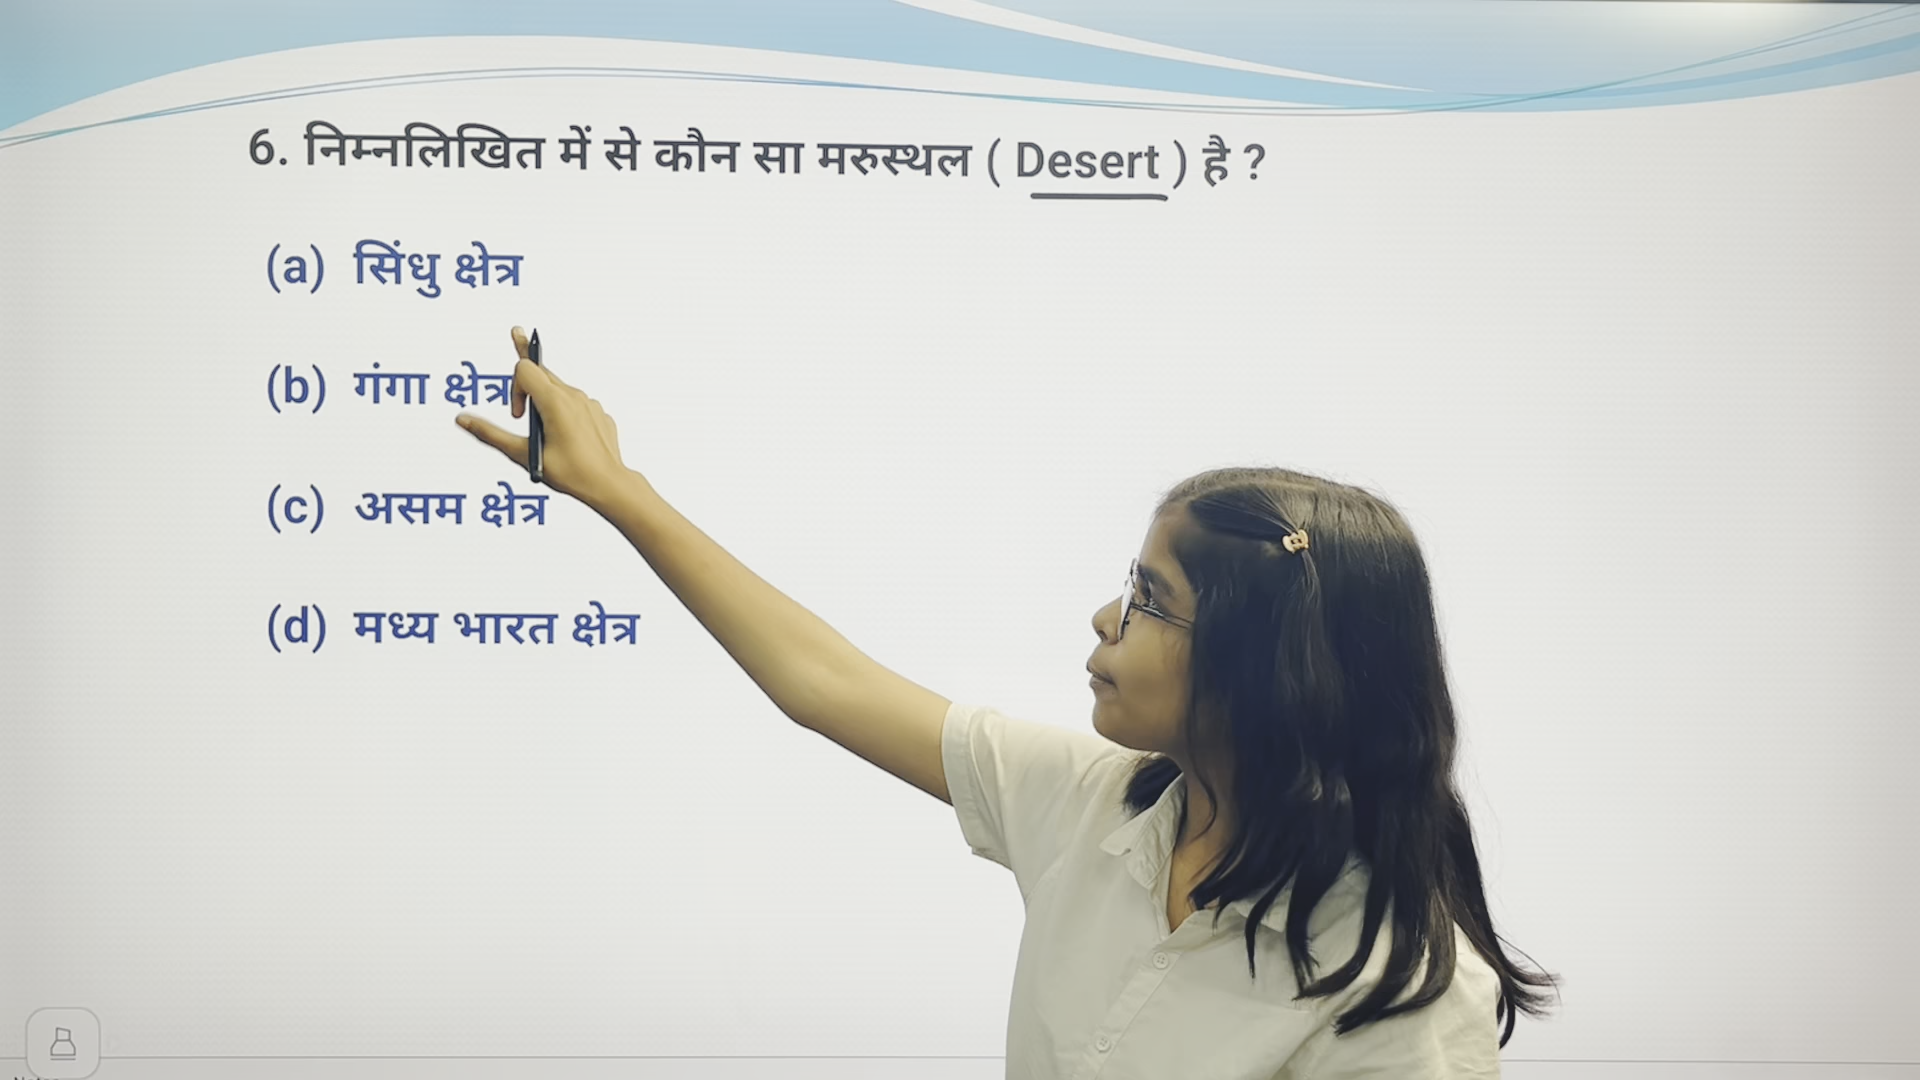 6. निम्नलिखित में से कौन सा मरुस्थल ( Desert ) है ?
(a) सिंधु क्षेत्र
(b) गंगा क्षेत्र
(c) असम क्षेत्र
(d) मध्य भारत क्षेत्र